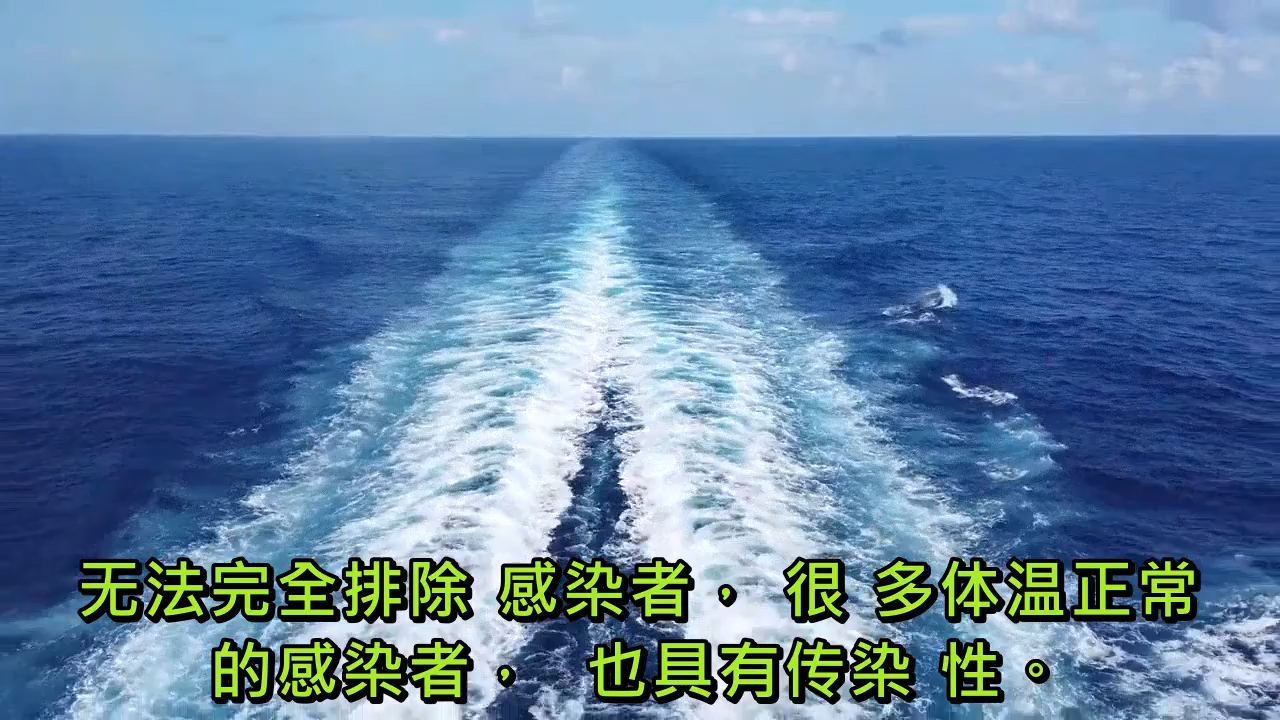 无法完全排除 感染者， 很 多体温正常
的感染者， 也具有传染 性。